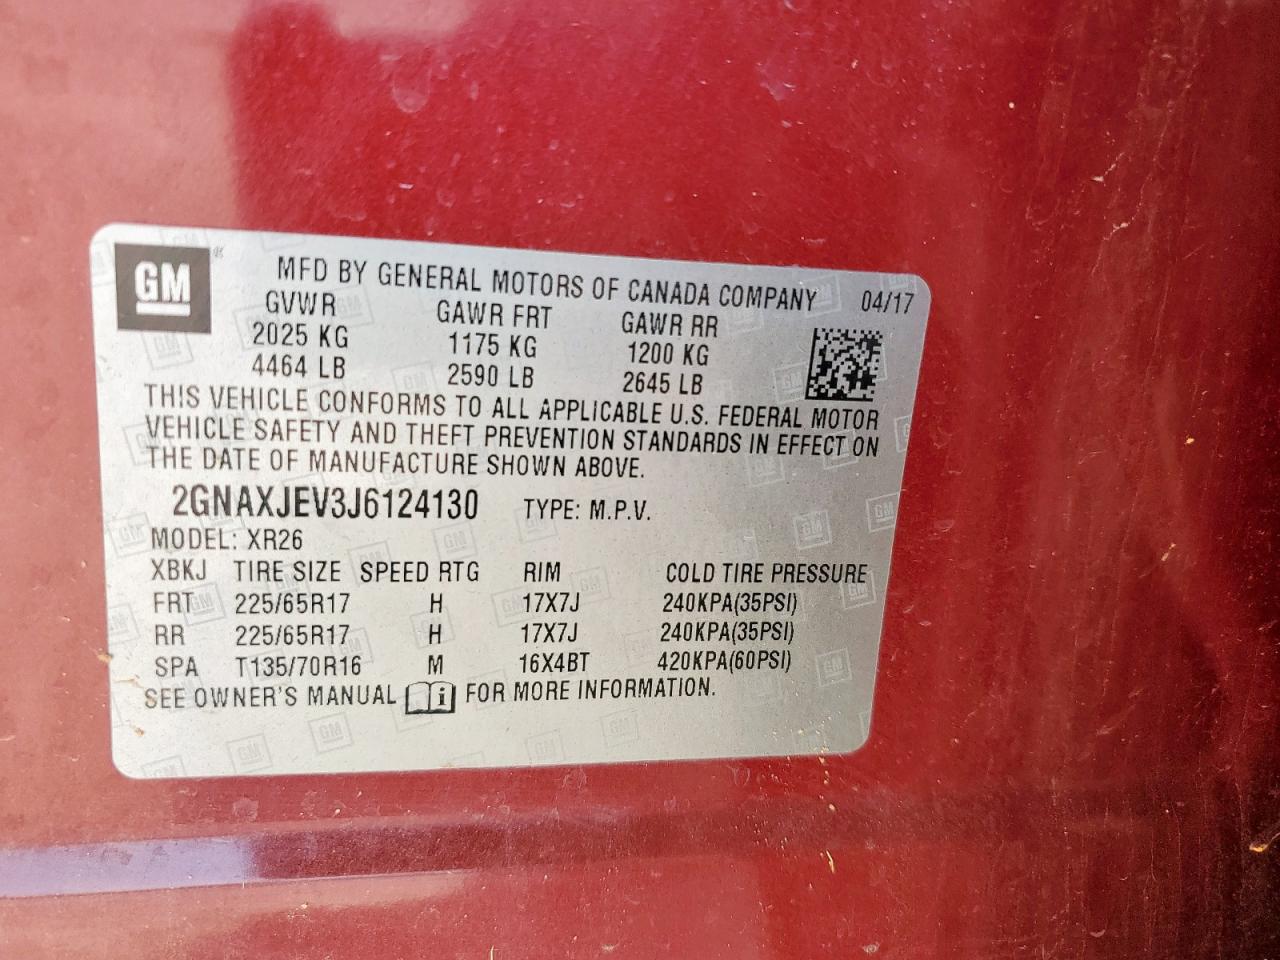 GM
MFD BY GENERAL MOTORS OF CANADA COMPANY 04/17
GVWR GAWR FRT GAWR RR
2025 KG 1175 KG 1200 KG
4464 LB 2590 LB 2645 LB
THIS VEHICLE CONFORMS TO ALL APPLICABLE U.S. FEDERAL MOTOR
VEHICLE SAFETY AND THEFT PREVENTION STANDARDS IN EFFECT ON
THE DATE OF MANUFACTURE SHOWN ABOVE.
2GNAXJEV3J6124130 TYPE: M.P.V.
MODEL: XR26
XBKJ TIRE SIZE SPEED RTG RIM COLD TIRE PRESSURE
FRT 225/65R17 H 17X7J 240KPA(35PSI)
RR 225/65R17 H 17X7J 240KPA(35PSI)
SPA T135/70R16 M 16X4BT 420KPA(60PSI)
SEE OWNER'S MANUAL i FOR MORE INFORMATION.